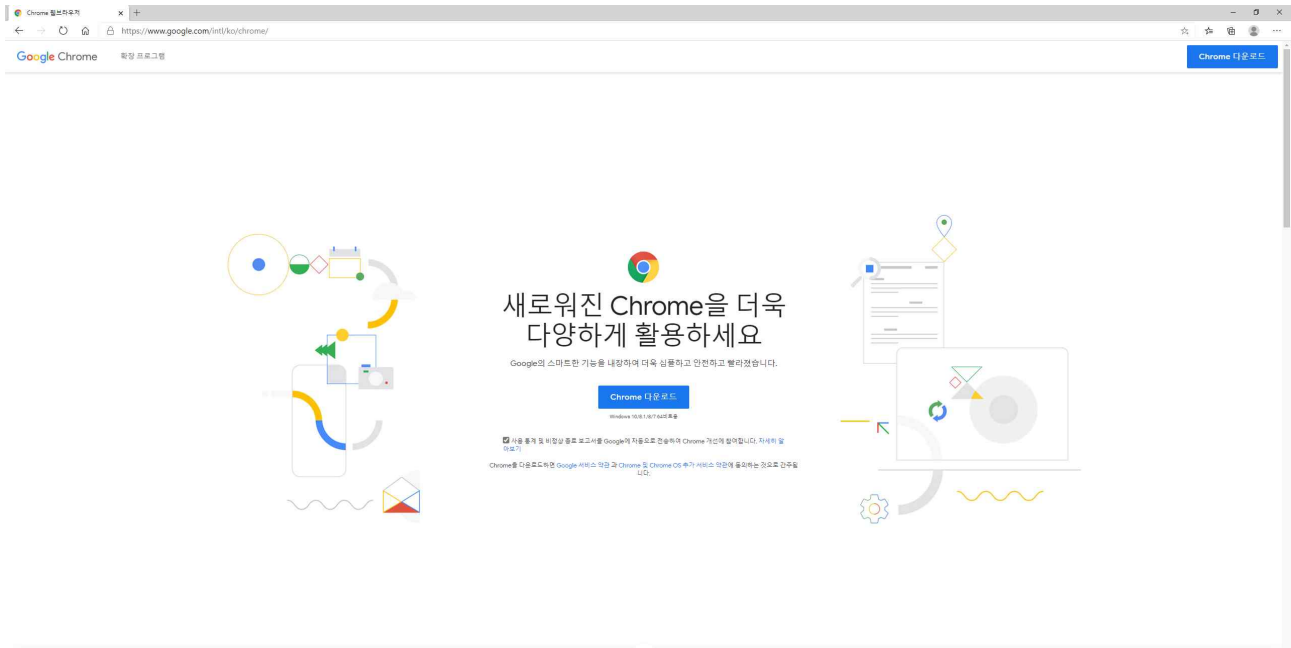 Chrome 웹브라우저
https://www.google.com/intl/ko/chrome/
Google Chrome 확장 프로그램 Chrome 다운로드
새로워진 Chrome을 더욱
다양하게 활용하세요
Google의 스마트한 기능을 내장하여 더욱 심플하고 안전하고 빨라졌습니다.
Chrome 다운로드
Windows 10/8.1/8/7 64비트용
사용 통계 및 비정상 종료 보고서를 Google에 자동으로 전송하여 Chrome 개선에 참여합니다. 자세히 알
아보기
Chrome을 다운로드하면 Google 서비스 약관 과 Chrome 및 Chrome OS 추가 서비스 약관에 동의하는 것으로 간주됩
니다.